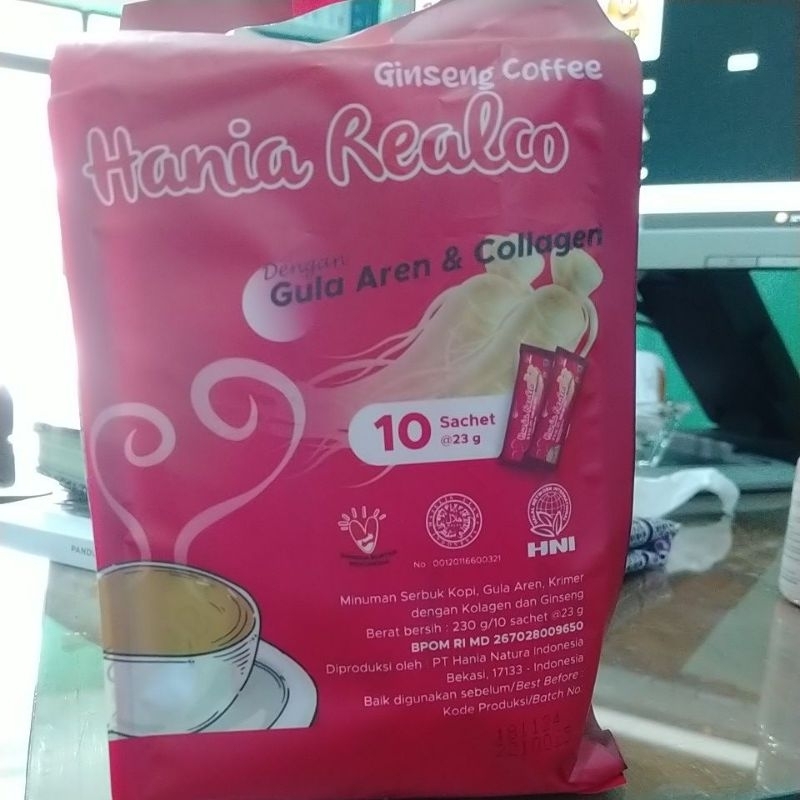 Ginseng Coffee
Hania Realco
Dengan
Gula Aren & Collagen
10 Sachet
@23 g
HNI
No 00120116600321
Minuman Serbuk Kopi, Gula Aren, Krimer
dengan Kolagen dan Ginseng
Berat bersih : 230 g/10 sachet @23 g
BPOM RI MD 267028009650
Diproduksi oleh PT Hania Natura Indonesia
Bekasi, 17133 - Indonesia
Baik digunakan sebelum/Best Before :
Kode Produksi/Batch No.
181124